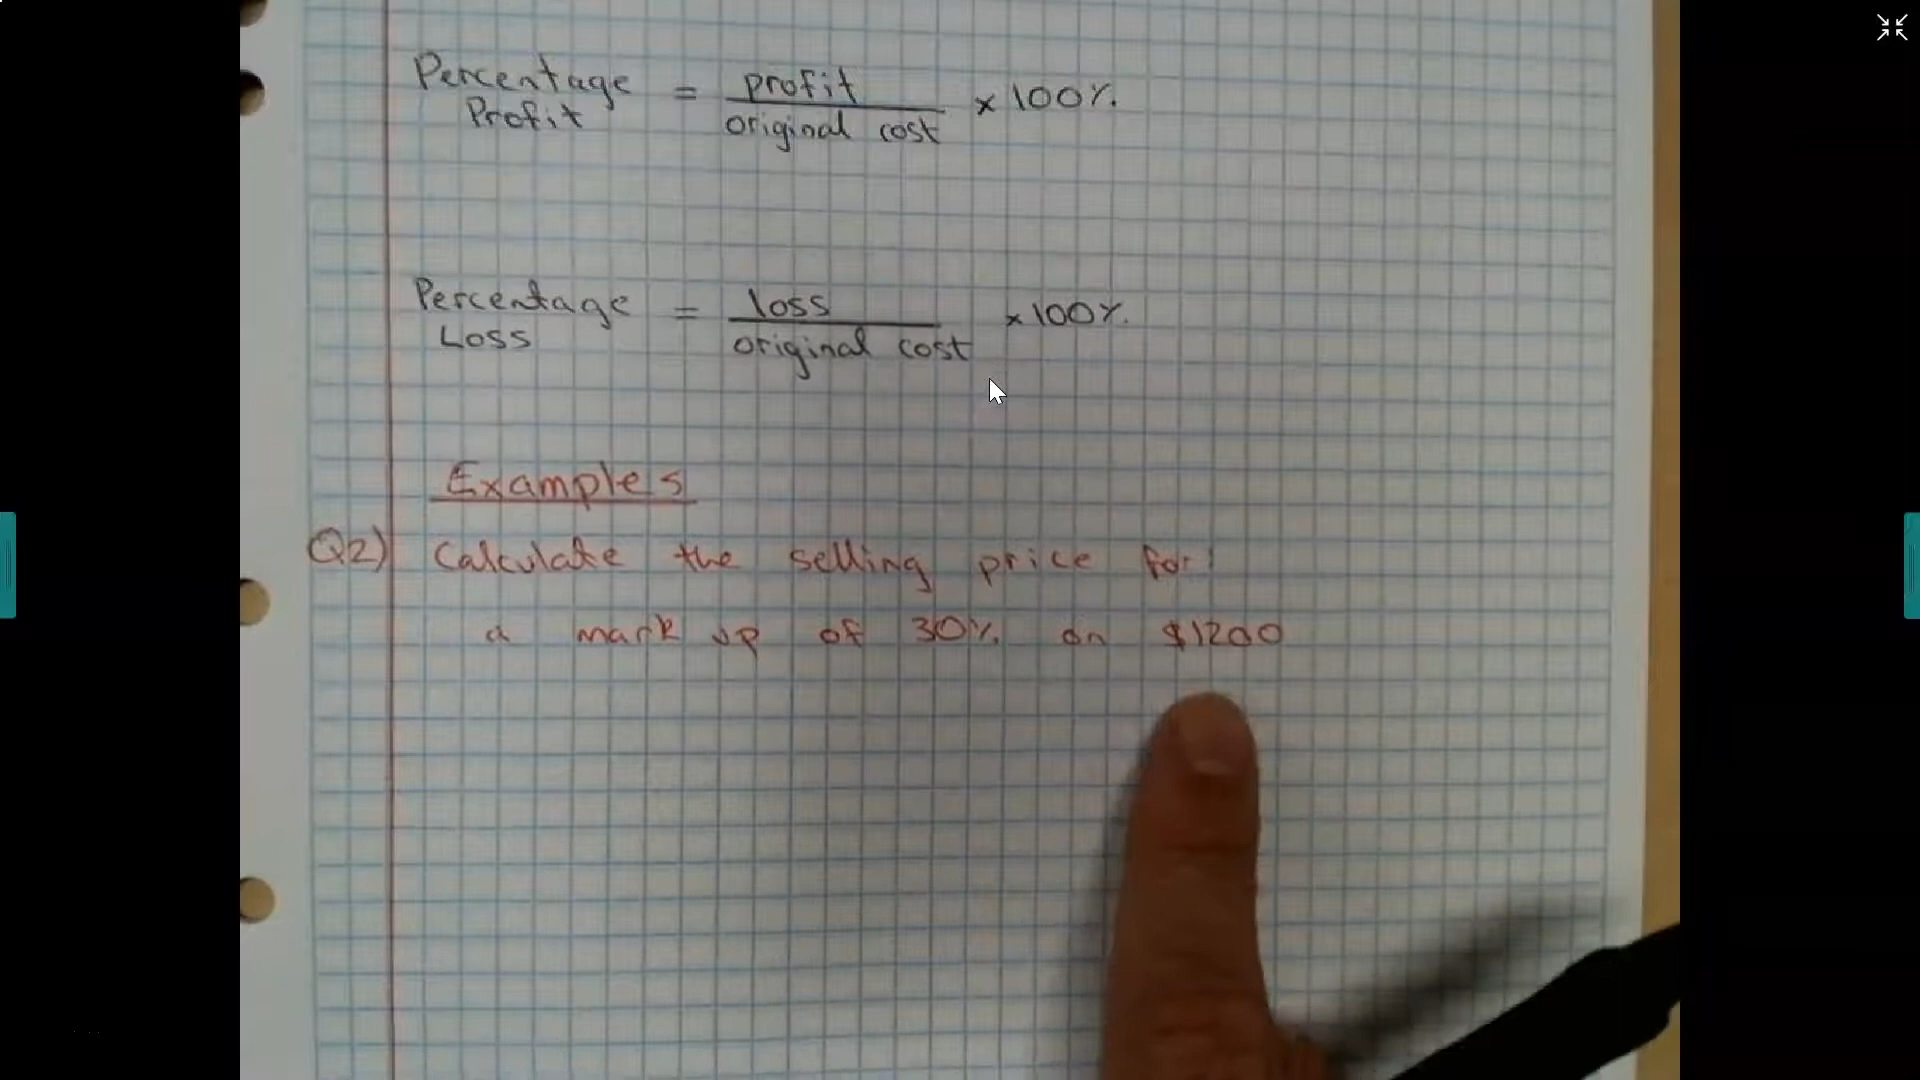 Percentage Profit = profit / original cost × 100%
Percentage Loss = loss / original cost × 100%
Examples
Q2) Calculate the selling price for:
a mark up of 30% on $1200